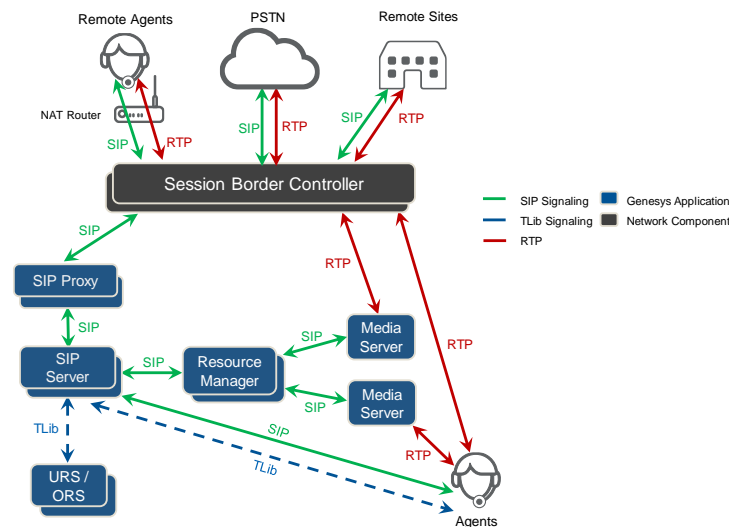 Remote Agents
PSTN
Remote Sites
NAT Router
SIP
RTP
SIP
RTP
SIP
RTP
Session Border Controller
SIP Signaling
Genesys Application
TLib Signaling
Network Component
RTP
SIP
RTP
SIP Proxy
SIP
Media
Server
SIP
RTP
SIP
Server
SIP
Resource
Manager
SIP
Media
Server
TLib
SIP
TLib
RTP
URS /
ORS
Agents